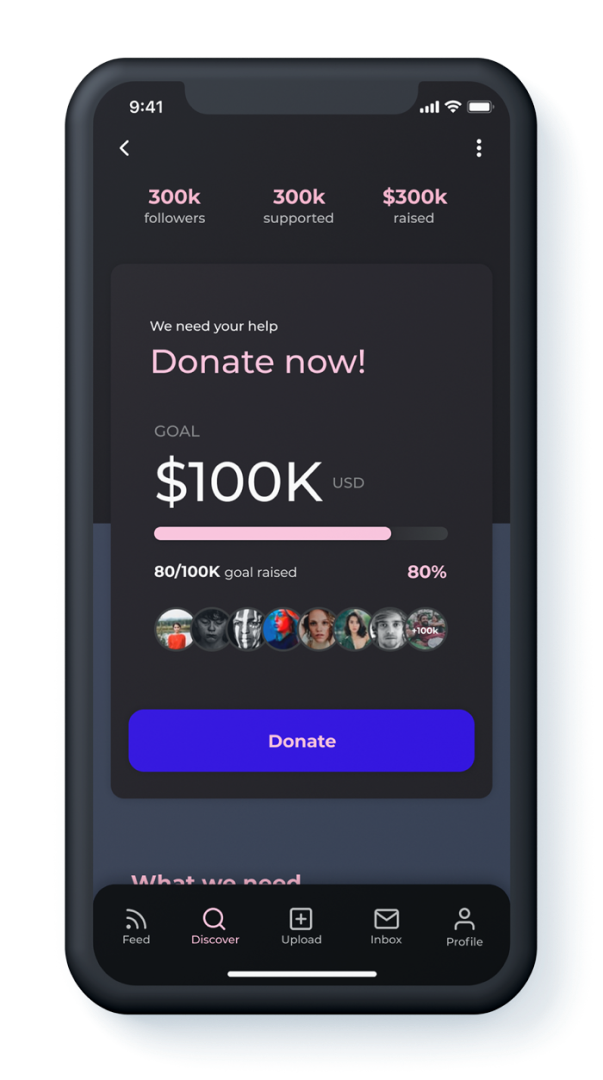 9:41
300k 300k $300k
followers supported raised
We need your help
Donate now!
GOAL
$100K USD
80/100K goal raised 80%
+100k
Donate
What we need
Feed Discover Upload Inbox Profile